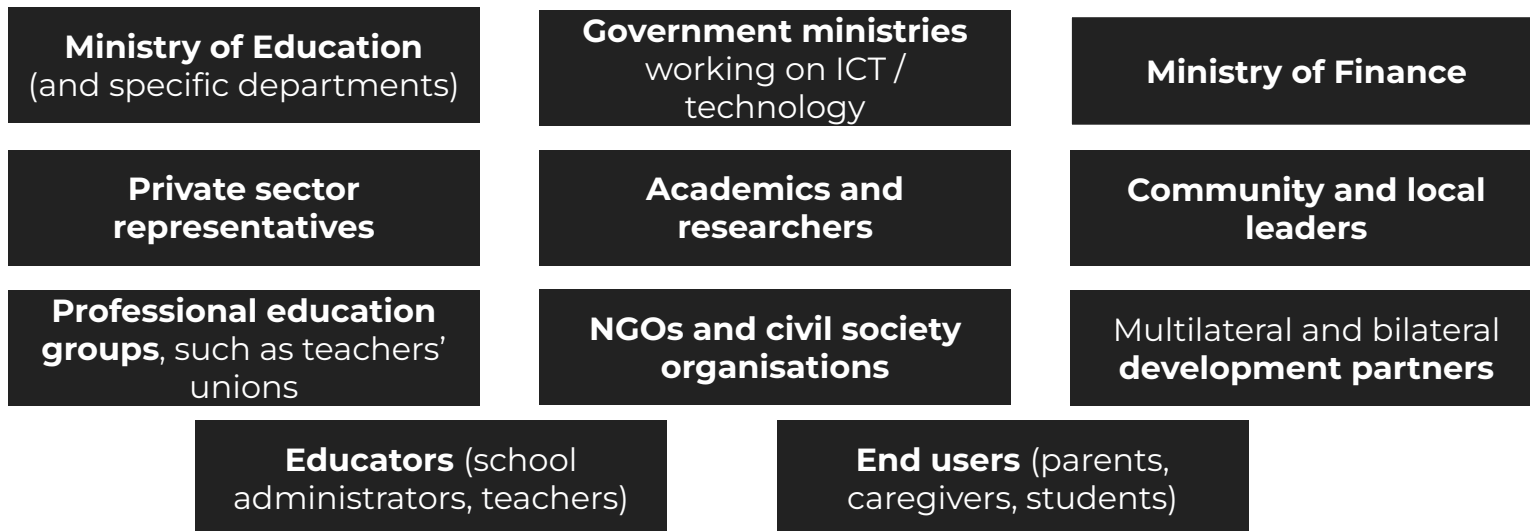 Ministry of Education
(and specific departments)
Government ministries
working on ICT /
technology
Ministry of Finance
Private sector
representatives
Academics and
researchers
Community and local
leaders
Professional education
groups, such as teachers’
unions
NGOs and civil society
organisations
Multilateral and bilateral
development partners
Educators (school
administrators, teachers)
End users (parents,
caregivers, students)